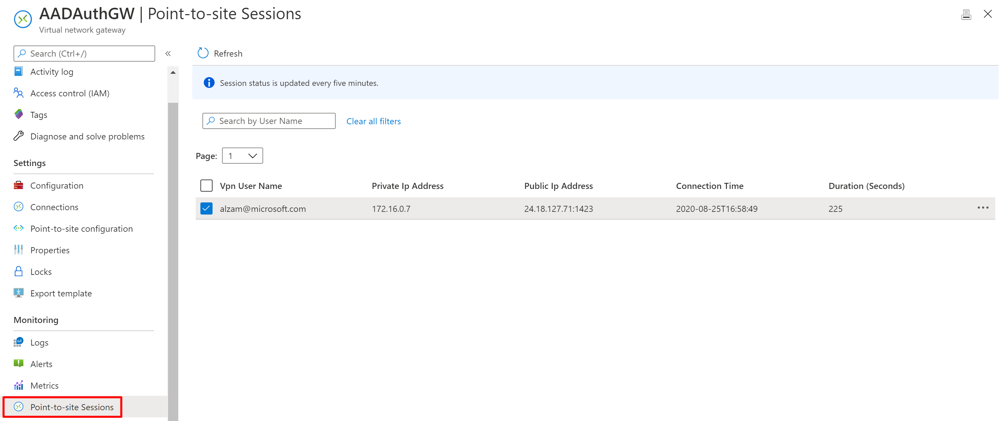 AADAuthGW | Point-to-site Sessions
Virtual network gateway
Search (Ctrl+/)
«
Activity log
Access control (IAM)
Tags
Diagnose and solve problems
Settings
Configuration
Connections
Point-to-site configuration
Properties
Locks
Export template
Monitoring
Logs
Alerts
Metrics
Point-to-site Sessions
Refresh
Session status is updated every five minutes.
Search by User Name
Clear all filters
Page: 1
Vpn User Name Private Ip Address Public Ip Address Connection Time Duration (Seconds)
alzam@microsoft.com 172.16.0.7 24.18.127.71:1423 2020-08-25T16:58:49 225 ...